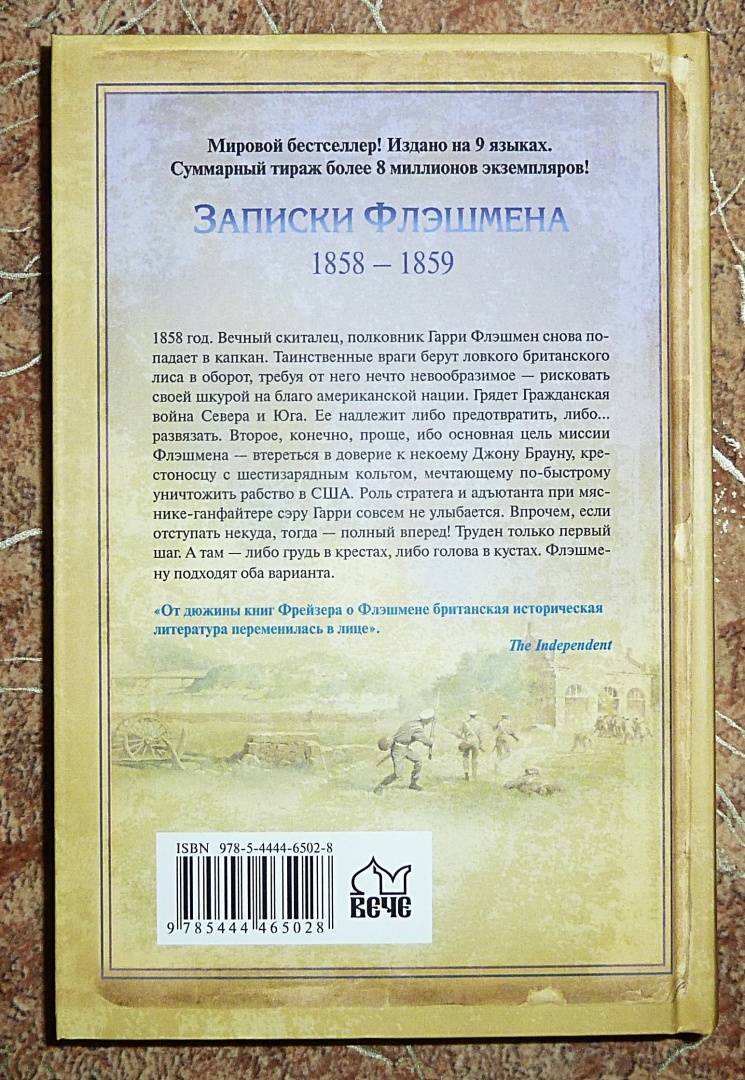 Мировой бестселлер! Издано на 9 языках.
Суммарный тираж более 8 миллионов экземпляров!
Записки Флэшмена
1858 – 1859
1858 год. Вечный скиталец, полковник Гарри Флэшмен снова по-
падает в капкан. Таинственные враги берут ловкого британского
лиса в оборот, требуя от него нечто невообразимое — рисковать
своей шкурой на благо американской нации. Грядет Гражданская
война Севера и Юга. Ее надлежит либо предотвратить, либо...
развязать. Второе, конечно, проще, ибо основная цель миссии
Флэшмена — втереться в доверие к некоему Джону Брауну, кре-
стоносцу с шестизарядным кольтом, мечтающему по-быстрому
уничтожить рабство в США. Роль стратега и адъютанта при мяс-
нике-ганфайтере сэру Гарри совсем не улыбается. Впрочем, если
отступать некуда, тогда — полный вперед! Труден только первый
шаг. А там — либо грудь в крестах, либо голова в кустах. Флэшме-
ну подходят оба варианта.
«От дюжины книг Фрейзера о Флэшмене британская историческая
литература переменилась в лице».
The Independent
ISBN 978-5-4444-6502-8
9 785444 465028
ВЕЧЕ